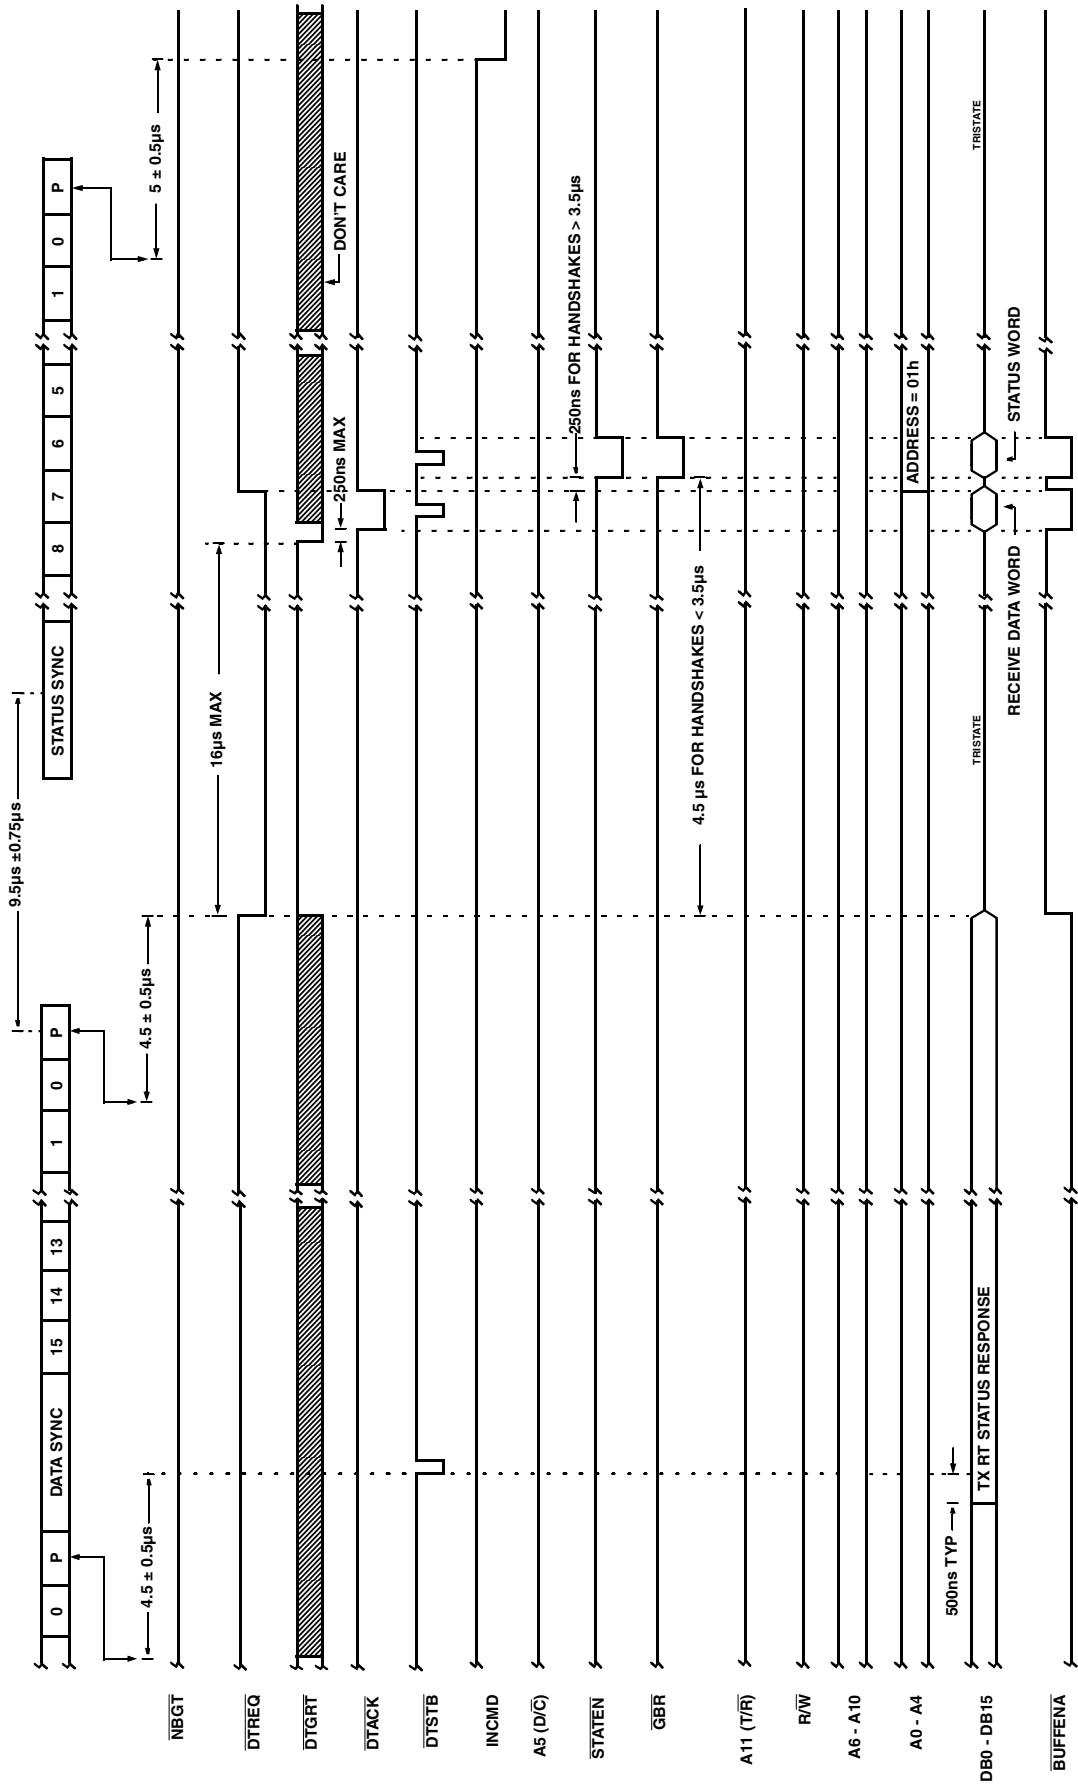 0
P
DATA SYNC
15
14
13
1
0
P
STATUS SYNC
8
7
6
5
1
0
P
9.5µs ±0.75µs
4.5 ± 0.5µs
4.5 ± 0.5µs
5 ± 0.5µs
NBGT
DTREQ
16µs MAX
DTGRT
DON'T CARE
250ns MAX
DTACK
DTSTB
INCMD
A5 (D/C)
250ns FOR HANDSHAKES > 3.5µs
STATEN
GBR
4.5 µs FOR HANDSHAKES < 3.5µs
A11 (T/R)
R/W
A6 - A10
A0 - A4
ADDRESS = 01h
500ns TYP
DB0 - DB15
TX RT STATUS RESPONSE
TRISTATE
TRISTATE
RECEIVE DATA WORD
STATUS WORD
BUFFENA